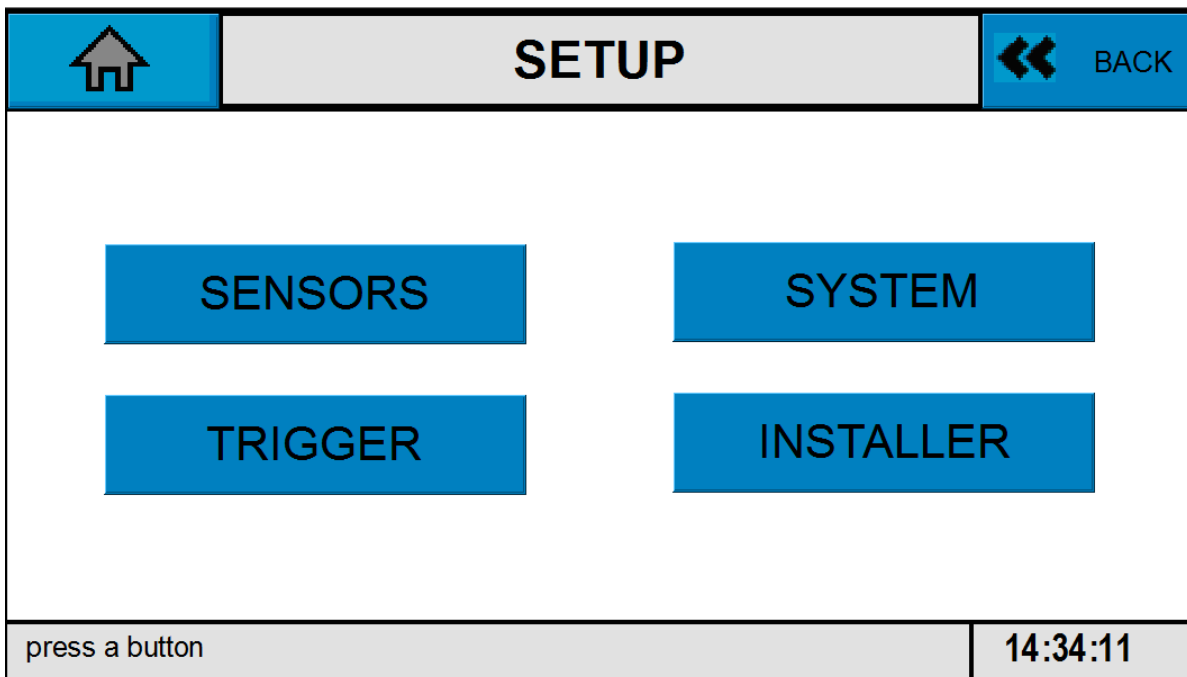 SETUP
BACK
SENSORS
SYSTEM
TRIGGER
INSTALLER
press a button
14:34:11